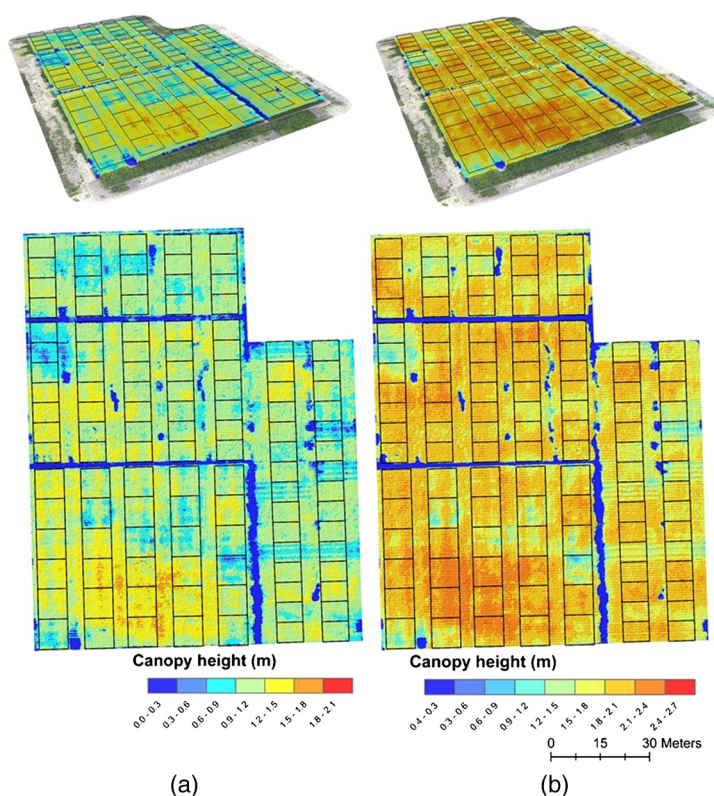 Canopy height (m)
0.0 - 0.3
0.3 - 0.6
0.6 - 0.9
0.9 - 1.2
1.2 - 1.5
1.5 - 1.8
1.8 - 2.1
Canopy height (m)
0.4 - 0.3
0.3 - 0.6
0.6 - 0.9
0.9 - 1.2
1.2 - 1.5
1.5 - 1.8
1.8 - 2.1
2.1 - 2.4
2.4 - 2.7
0 15 30 Meters
(a) (b)